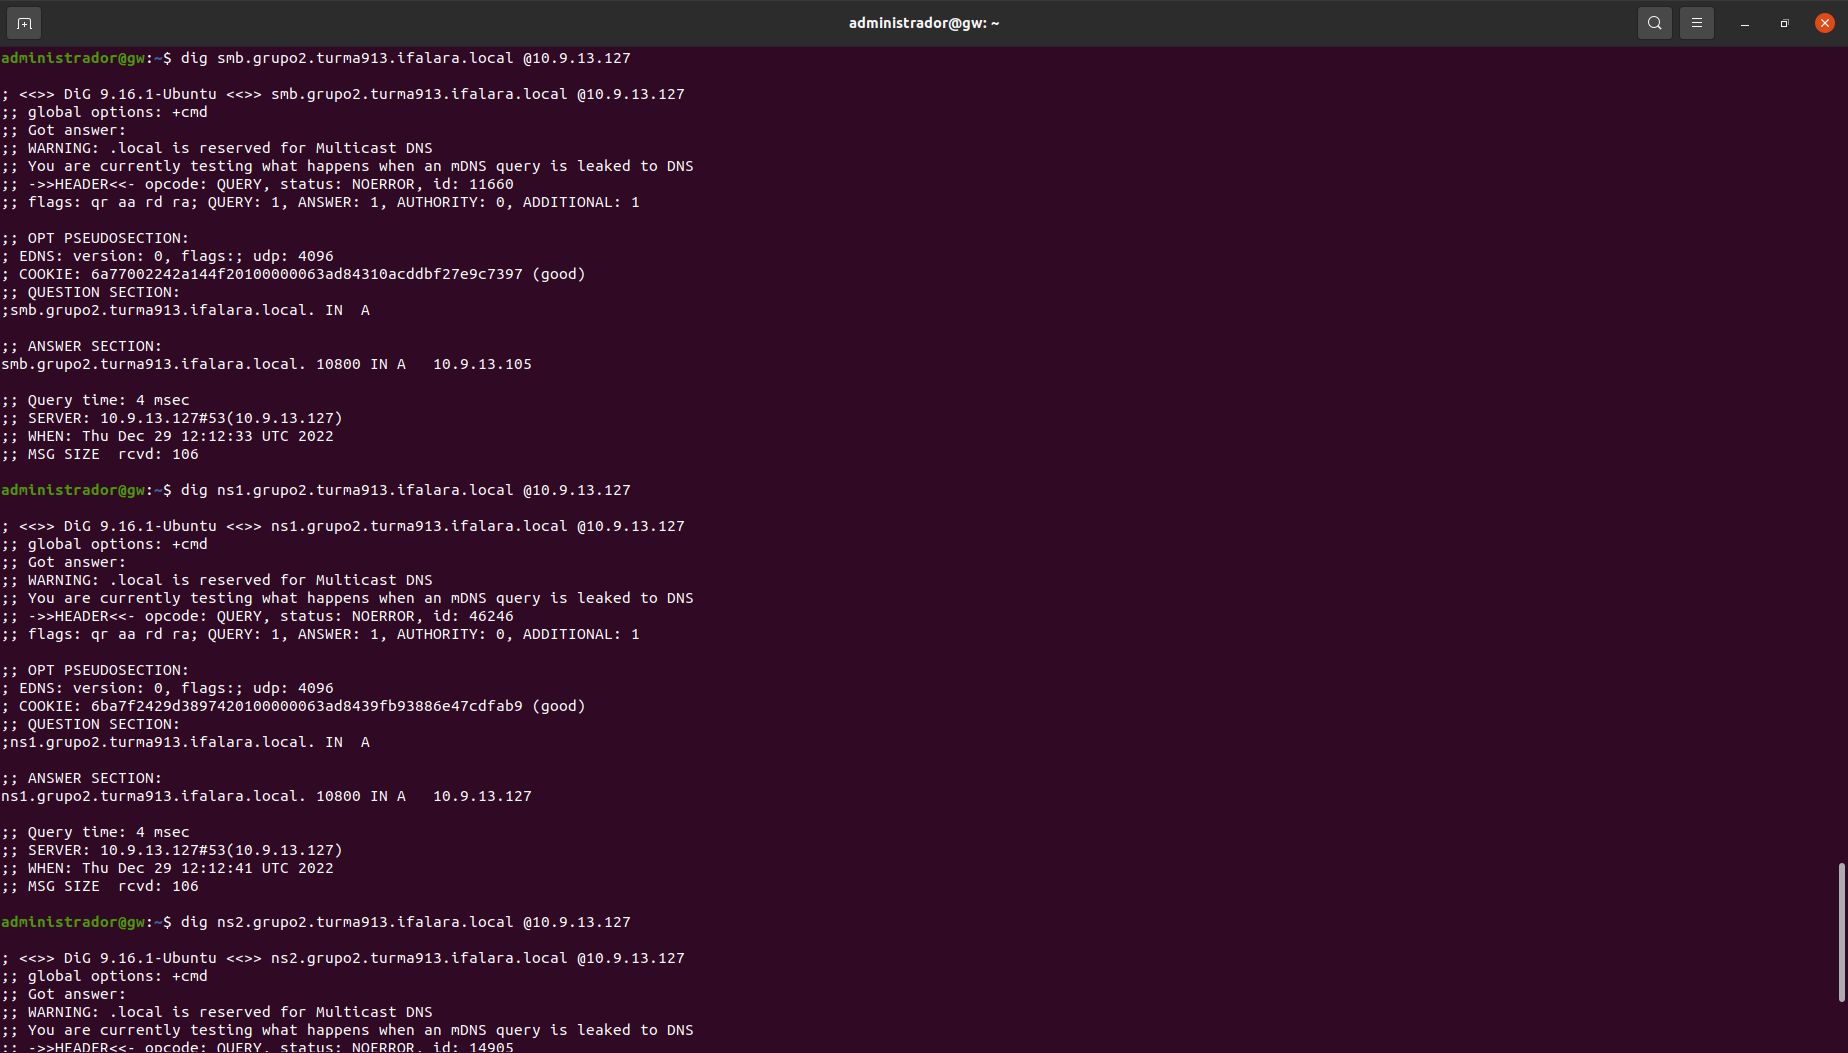 administrador@gw: ~
administrador@gw:~$ dig smb.grupo2.turma913.ifalara.local @10.9.13.127
; <<>> DiG 9.16.1-Ubuntu <<>> smb.grupo2.turma913.ifalara.local @10.9.13.127
;; global options: +cmd
;; Got answer:
;; WARNING: .local is reserved for Multicast DNS
;; You are currently testing what happens when an mDNS query is leaked to DNS
;; ->>HEADER<<- opcode: QUERY, status: NOERROR, id: 11660
;; flags: qr aa rd ra; QUERY: 1, ANSWER: 1, AUTHORITY: 0, ADDITIONAL: 1
;; OPT PSEUDOSECTION:
; EDNS: version: 0, flags:; udp: 4096
; COOKIE: 6a77002242a144f20100000063ad84310acddbf27e9c7397 (good)
;; QUESTION SECTION:
;smb.grupo2.turma913.ifalara.local. IN  A
;; ANSWER SECTION:
smb.grupo2.turma913.ifalara.local. 10800 IN A   10.9.13.105
;; Query time: 4 msec
;; SERVER: 10.9.13.127#53(10.9.13.127)
;; WHEN: Thu Dec 29 12:12:33 UTC 2022
;; MSG SIZE  rcvd: 106
administrador@gw:~$ dig ns1.grupo2.turma913.ifalara.local @10.9.13.127
; <<>> DiG 9.16.1-Ubuntu <<>> ns1.grupo2.turma913.ifalara.local @10.9.13.127
;; global options: +cmd
;; Got answer:
;; WARNING: .local is reserved for Multicast DNS
;; You are currently testing what happens when an mDNS query is leaked to DNS
;; ->>HEADER<<- opcode: QUERY, status: NOERROR, id: 46246
;; flags: qr aa rd ra; QUERY: 1, ANSWER: 1, AUTHORITY: 0, ADDITIONAL: 1
;; OPT PSEUDOSECTION:
; EDNS: version: 0, flags:; udp: 4096
; COOKIE: 6ba7f2429d3897420100000063ad8439fb93886e47cdfab9 (good)
;; QUESTION SECTION:
;ns1.grupo2.turma913.ifalara.local. IN  A
;; ANSWER SECTION:
ns1.grupo2.turma913.ifalara.local. 10800 IN A   10.9.13.127
;; Query time: 4 msec
;; SERVER: 10.9.13.127#53(10.9.13.127)
;; WHEN: Thu Dec 29 12:12:41 UTC 2022
;; MSG SIZE  rcvd: 106
administrador@gw:~$ dig ns2.grupo2.turma913.ifalara.local @10.9.13.127
; <<>> DiG 9.16.1-Ubuntu <<>> ns2.grupo2.turma913.ifalara.local @10.9.13.127
;; global options: +cmd
;; Got answer:
;; WARNING: .local is reserved for Multicast DNS
;; You are currently testing what happens when an mDNS query is leaked to DNS
;; ->>HEADER<<- opcode: QUERY, status: NOERROR, id: 14905